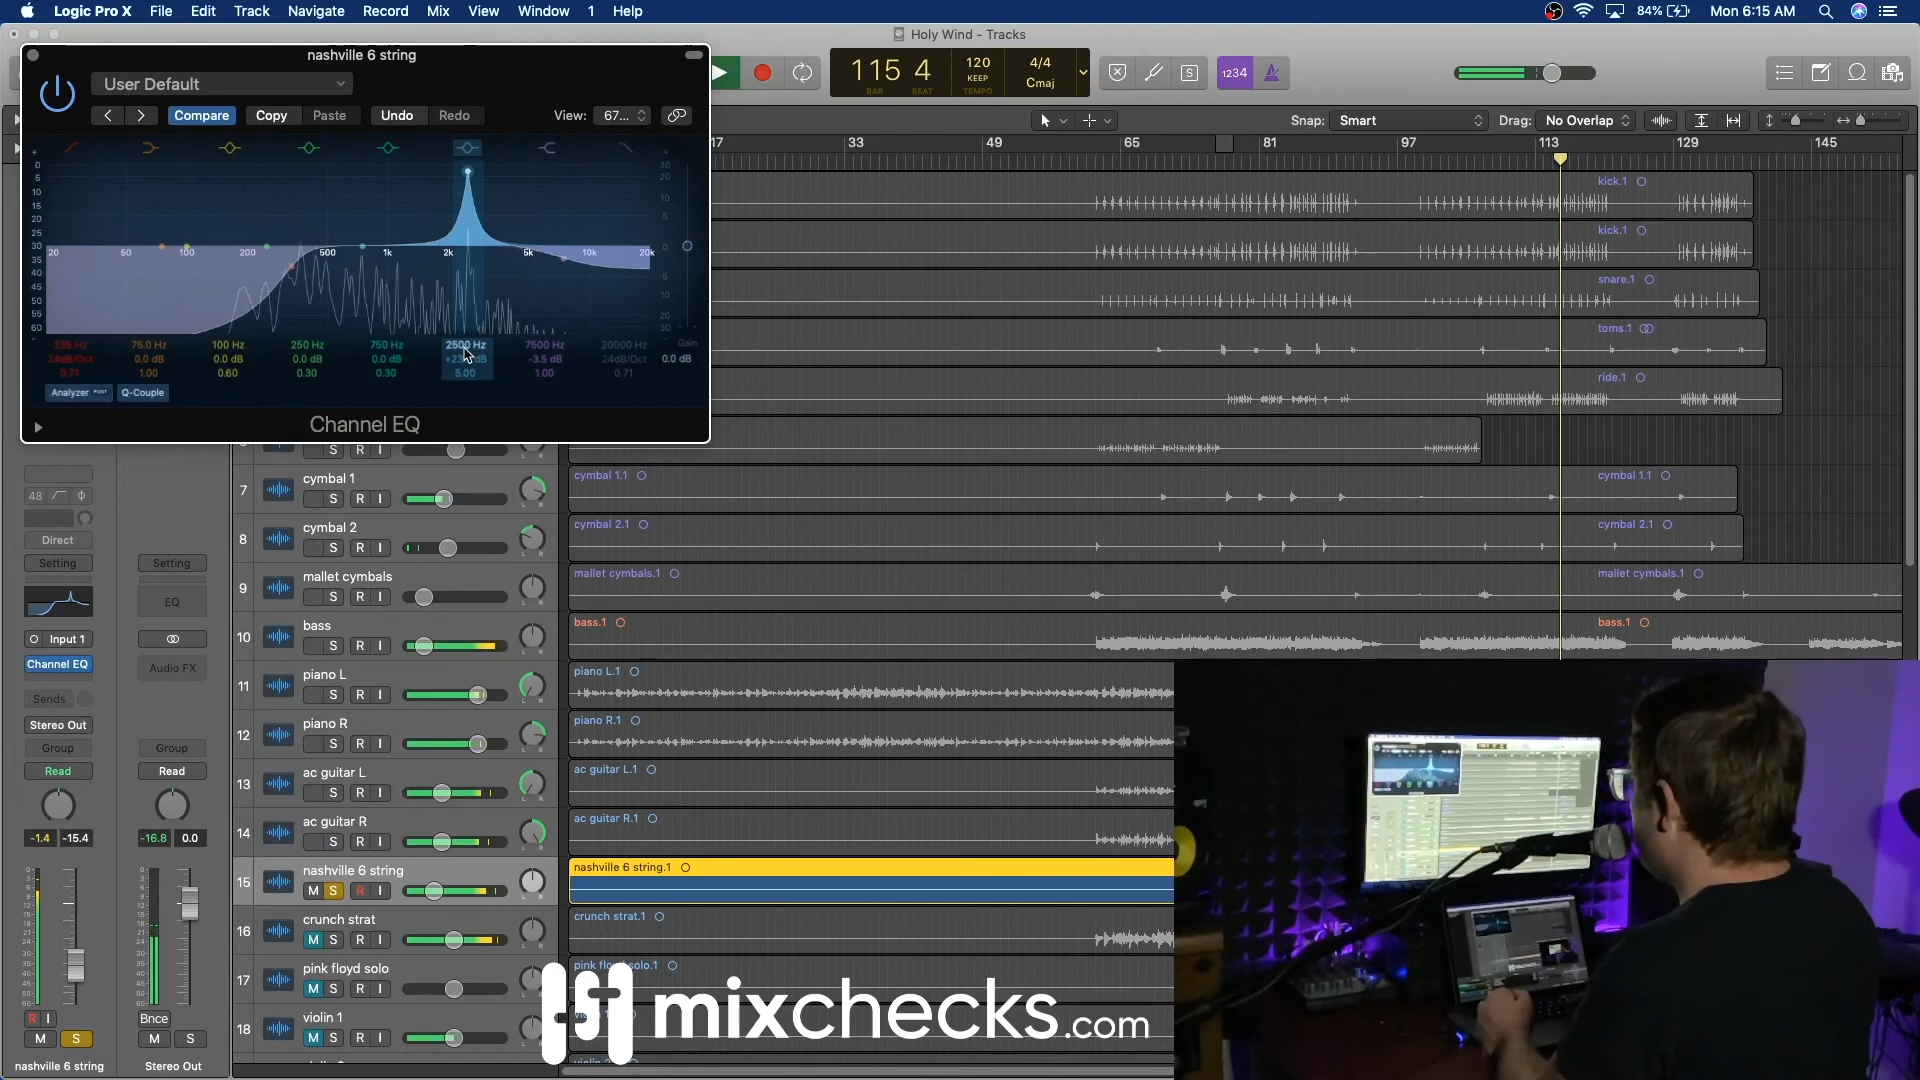 Logic Pro X File Edit Track Mix Navigate Record Mix View Window 1 Help
84% Mon 6:15 AM
Holy Wind - Tracks
nashville 6 string
User Default
Compare Copy Paste Undo Redo View: 67...
115 4
BAR BEAT
120
KEEP
TEMPO
4/4
Cmaj
S
1234
Snap: Smart Drag: No Overlap
17 33 49 65 81 97 113 129 145
20 50 100 200 500 1k 2k 5k 10k 20k
335 Hz 75.0 Hz 100 Hz 250 Hz 750 Hz 2500 Hz 7500 Hz 20000 Hz Gain
24dB/Oct 0.0 dB 0.0 dB 0.0 dB 0.0 dB -3.5 dB 24dB/Oct 0.0 dB
0.71 1.00 0.60 0.30 0.30 5.00 1.00 0.71
Analyzer POST Q-Couple
Channel EQ
kick.1
kick.1
snare.1
toms.1
ride.1
S R I
7 cymbal 1 S R I cymbal 1.1 cymbal 1.1
8 cymbal 2 S R I cymbal 2.1 cymbal 2.1
9 mallet cymbals S R I mallet cymbals.1 mallet cymbals.1
10 bass S R I bass.1 bass.1
11 piano L S R I piano L.1
12 piano R S R I piano R.1
13 ac guitar L S R I ac guitar L.1
14 ac guitar R S R I ac guitar R.1
15 nashville 6 string M S R I nashville 6 string.1
16 crunch strat M S R I crunch strat.1
17 pink floyd solo M S R I
18 violin 1 M S R I
48
Direct
Setting Setting
EQ
Input 1
Channel EQ Audio FX
Sends
Stereo Out
Group Group
Read Read
-1.4 -15.4 -16.8 0.0
R I Bnce
M S M S
nashville 6 string Stereo Out
mixchecks.com